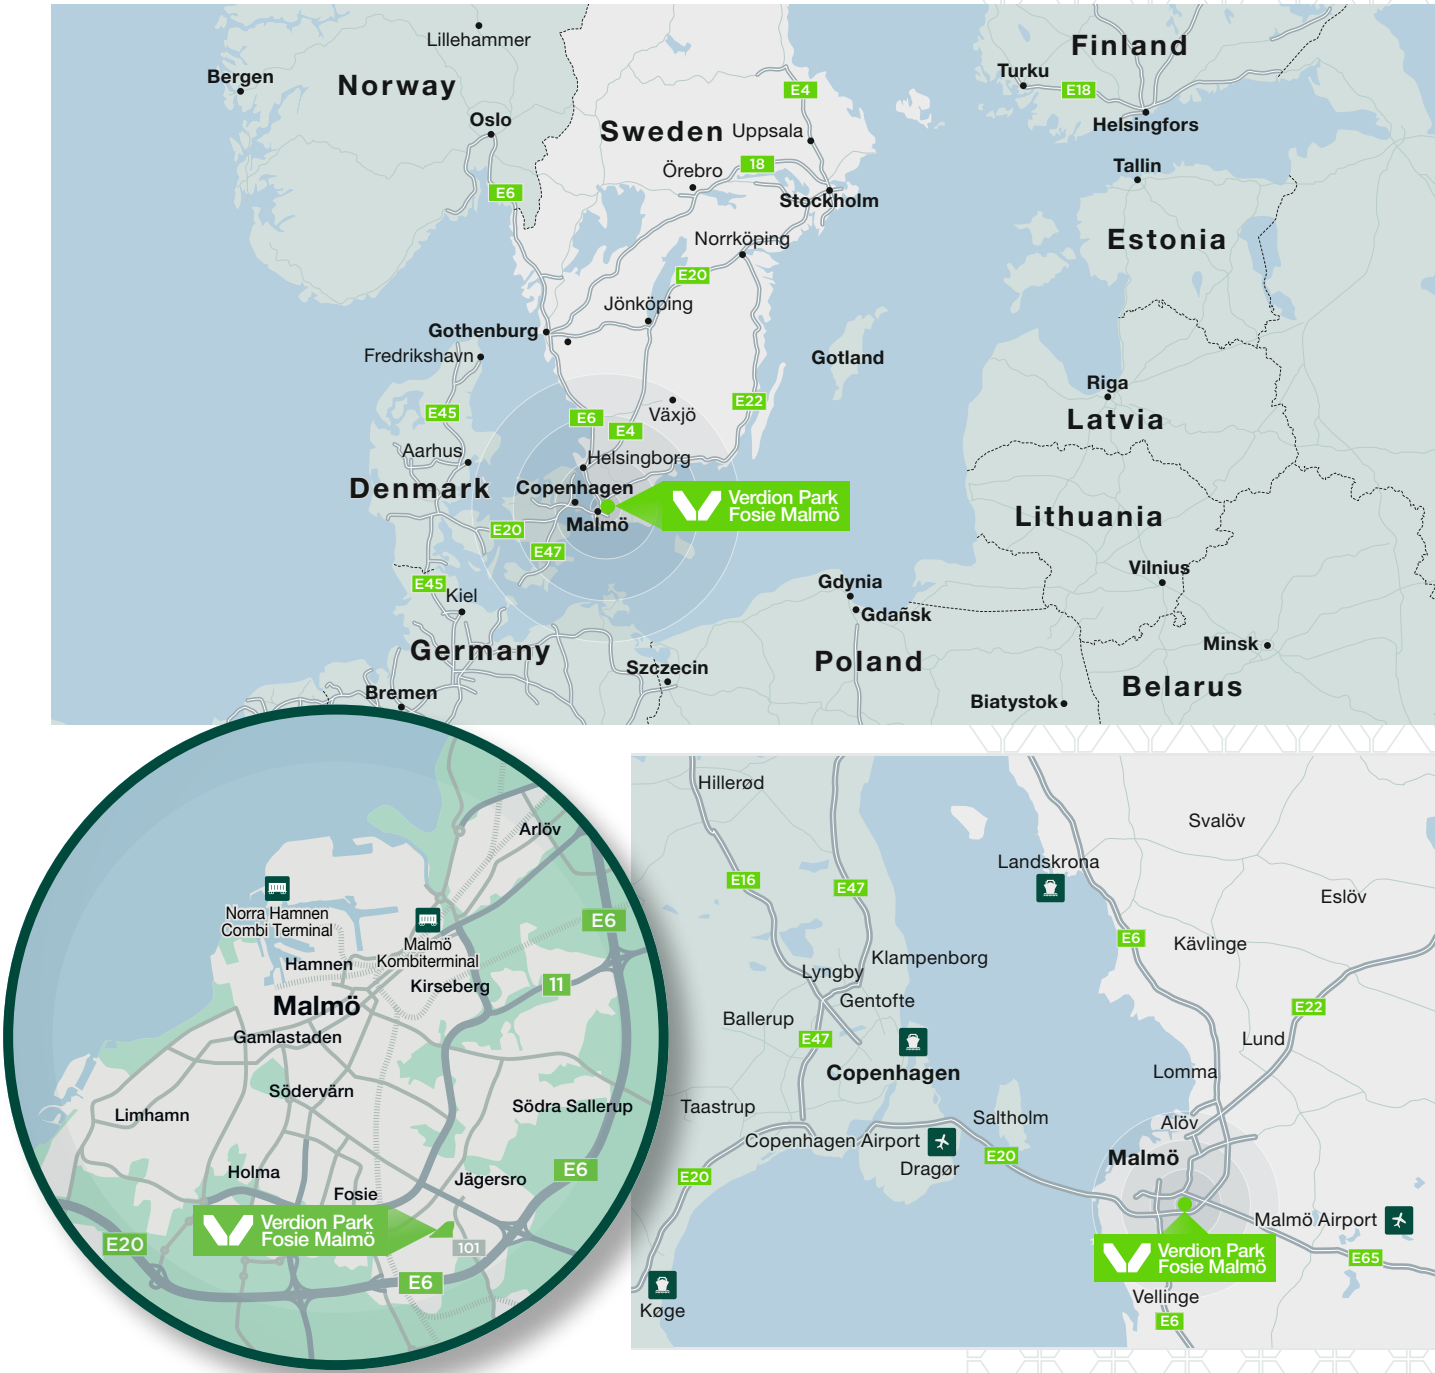 Lillehammer
Finland
Bergen
Norway
Turku
E4
E18
Oslo
Sweden
Uppsala
Helsingfors
18
Örebro
Tallin
E6
Stockholm
Norrköping
Estonia
E20
Jönköping
Gothenburg
Fredrikshavn
Gotland
Riga
E45
E6
Växjö
E22
Latvia
E4
Aarhus
Helsingborg
Denmark
Copenhagen
Verdion Park
Fosie Malmö
Malmö
Lithuania
E20
E47
Vilnius
E45
Kiel
Gdynia
Gdañsk
Germany
Minsk
Szczecin
Poland
Bremen
Belarus
Biatystok
Arlöv
Norra Hamnen
Combi Terminal
E6
Malmö
Kombiterminal
Hamnen
Kirseberg
11
Malmö
Gamlastaden
Södervärn
Limhamn
Södra Sallerup
Holma
E6
Jägersro
Fosie
Verdion Park
Fosie Malmö
E20
101
E6
Hillerød
Svalöv
Landskrona
E16
E47
Eslöv
E6
Kävlinge
Klampenborg
Lyngby
Gentofte
E22
Ballerup
E47
Lund
Copenhagen
Lomma
Taastrup
Saltholm
Alöv
Copenhagen Airport
Dragør
E20
Malmö
E20
Malmö Airport
Verdion Park
Fosie Malmö
E65
Vellinge
Køge
E6